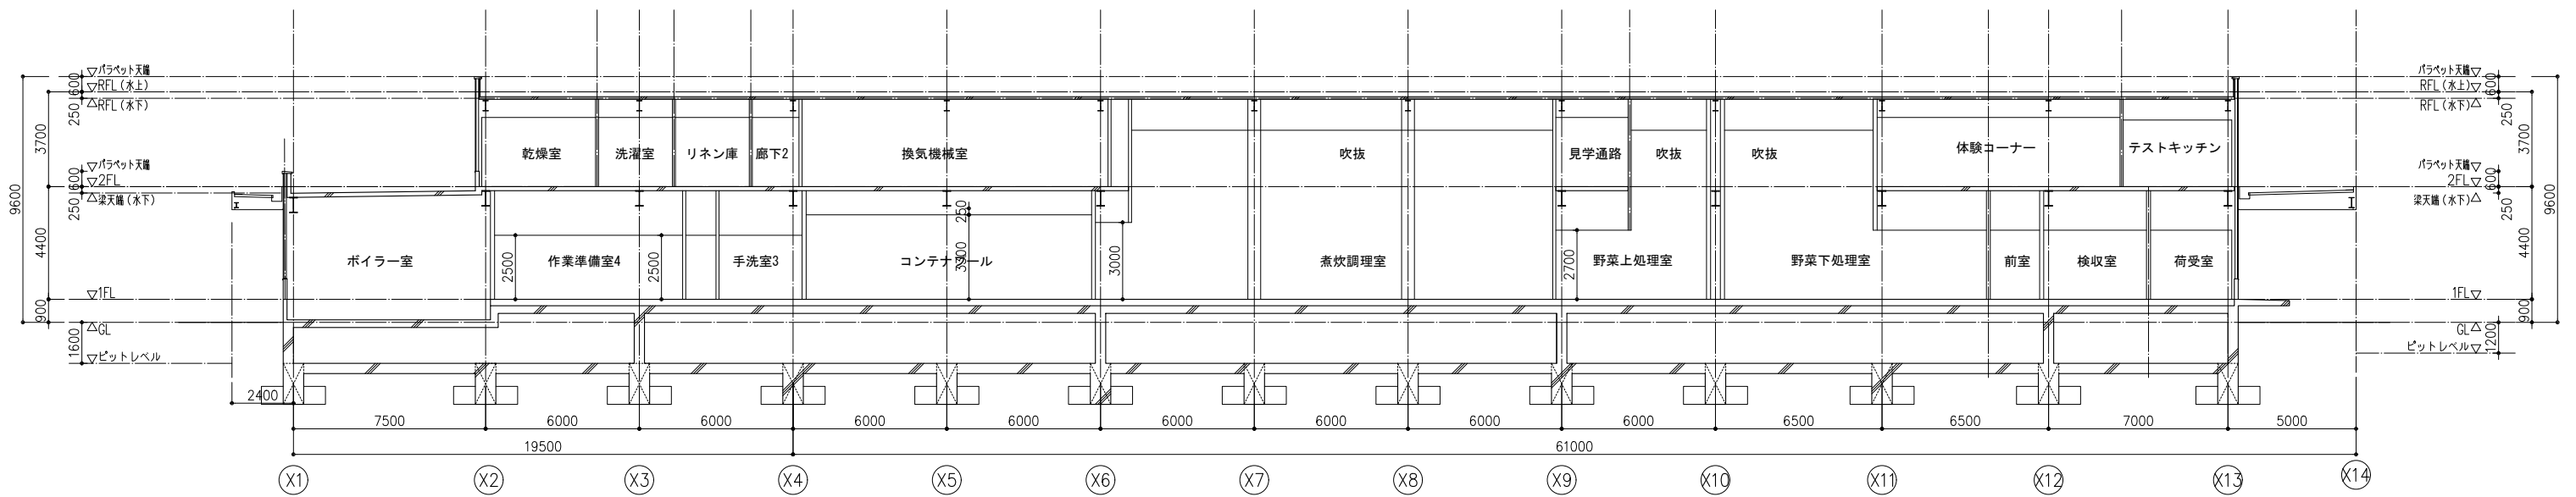 パラペット天端
RFL(水上)
RFL(水下)
パラペット天端
2FL
梁天端(水下)
1FL
GL
ピットレベル
600
250
3700
600
250
9600
4400
900
1600
2400
乾燥室
洗濯室
リネン庫
廊下2
換気機械室
吹抜
見学通路
吹抜
吹抜
体験コーナー
テストキッチン
ボイラー室
2500
作業準備室4
2500
手洗室3
コンテナプール
250
3300
3000
煮炊調理室
2700
野菜上処理室
野菜下処理室
前室
検収室
荷受室
パラペット天端
RFL(水上)
RFL(水下)
パラペット天端
2FL
梁天端(水下)
1FL
GL
ピットレベル
600
250
3700
600
250
9600
4400
900
1200
7500
6000
6000
6000
6000
6000
6000
6000
6000
6500
6500
7000
5000
19500
61000
X1
X2
X3
X4
X5
X6
X7
X8
X9
X10
X11
X12
X13
X14